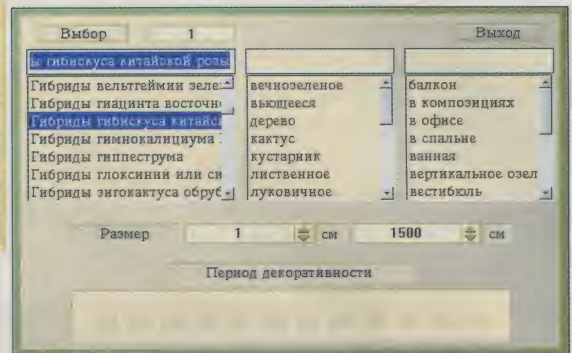 Выбор 1 Выход
ы гибискуса китайской розы
Гибриды вельтгеймии зеле
Гибриды гиацинта восточн
Гибриды гибискуса китайс
Гибриды гимнокалициума
Гибриды гиппеструма
Гибриды глоксинии или си
Гибриды зигокактуса обруб
вечнозеленое
вьющееся
дерево
кактус
кустарник
лиственное
луковичное
балкон
в композициях
в офисе
в спальне
ванная
вертикальное озел
вестибюль
Размер 1 см 1500 см
Период декоративности